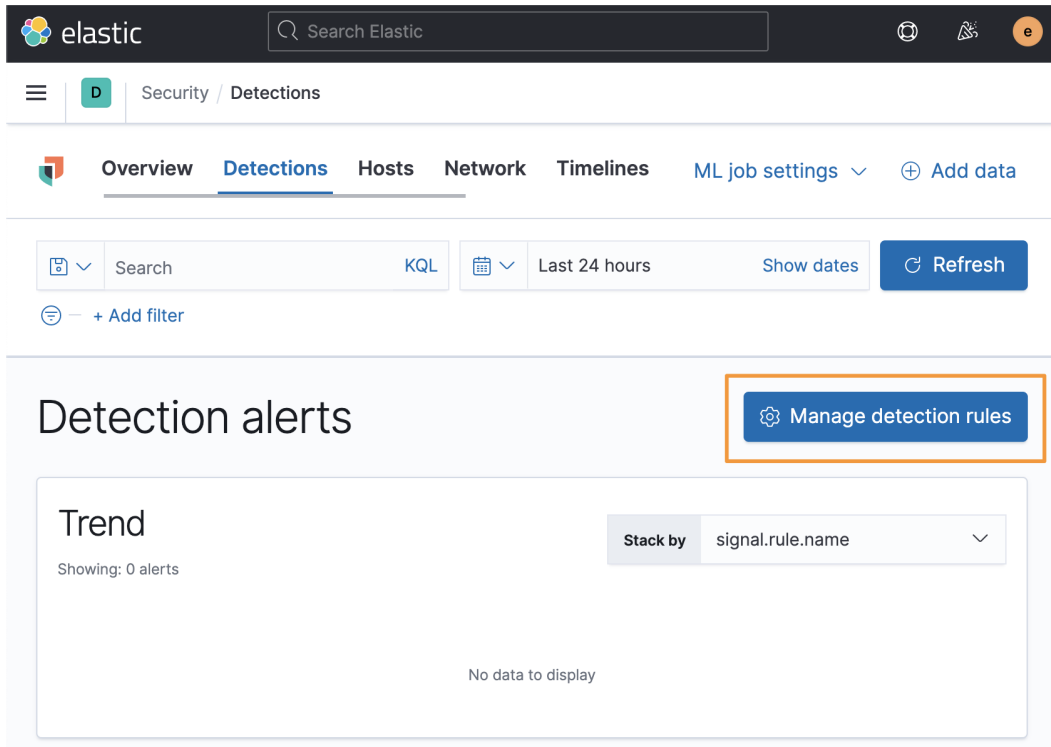 elastic Search Elastic e
D Security / Detections
Overview Detections Hosts Network Timelines ML job settings Add data
Search KQL Last 24 hours Show dates Refresh
+ Add filter
Detection alerts Manage detection rules
Trend
Stack by signal.rule.name
Showing: 0 alerts
No data to display